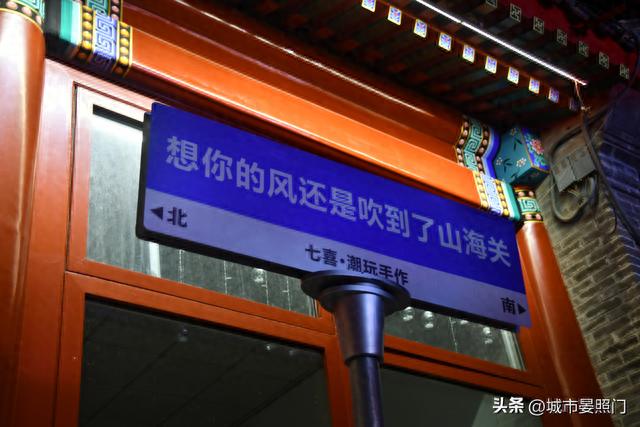 想你的风还是吹到了山海关
◀北
七喜·潮玩手作
南▶
头条@城市晏照门